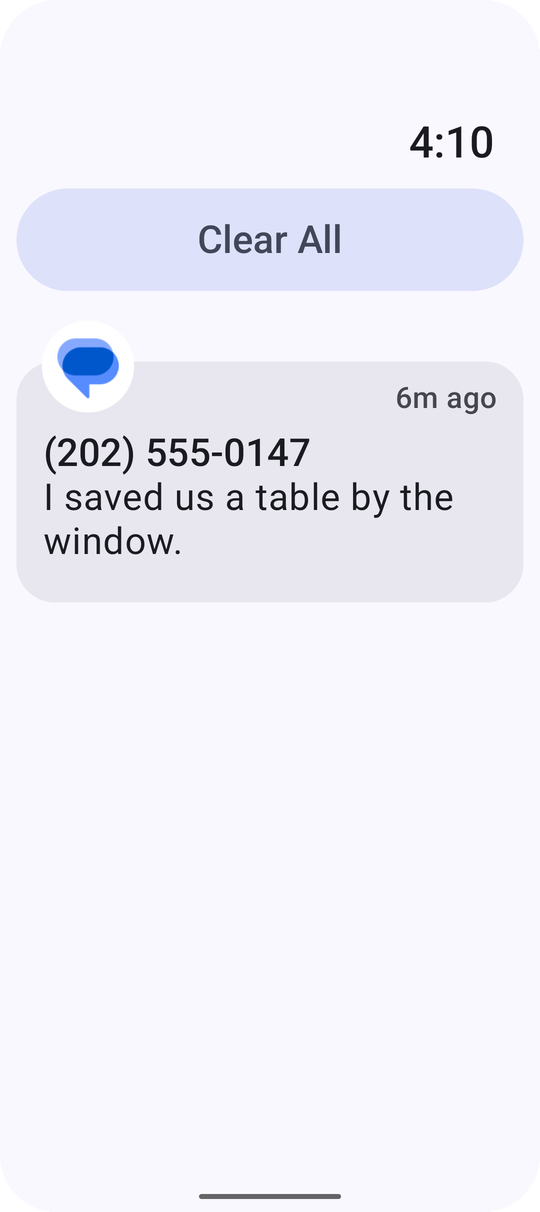 4:10
Clear All
6m ago
(202) 555-0147
I saved us a table by the
window.